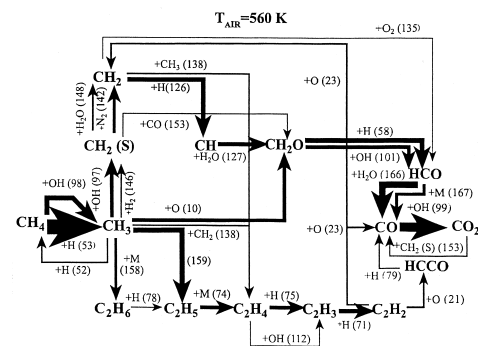 T_AIR=560 K
+O₂ (135)
+CH₃ (138)
+O (23)
CH₂
+H(126)
+H₂O (148)
+N₂ (142)
+CO (153)
+H (58)
CH₂ (S)
CH
CH₂O
+H₂O (127)
+OH (101)
HCO
+H₂O (166)
+M (167)
+OH (98)
+OH (97)
+H₂ (146)
+O (10)
+OH (99)
CH₄
CH₃
+CH₂ (138)
+O (23)
CO
CO₂
+H (53)
+CH₂ (S) (153)
+H (52)
+M
(158)
(159)
+H (79)
HCCO
+H (78)
+M (74)
+H (75)
+O (21)
C₂H₆
C₂H₅
C₂H₄
C₂H₃
C₂H₂
+H (71)
+OH (112)